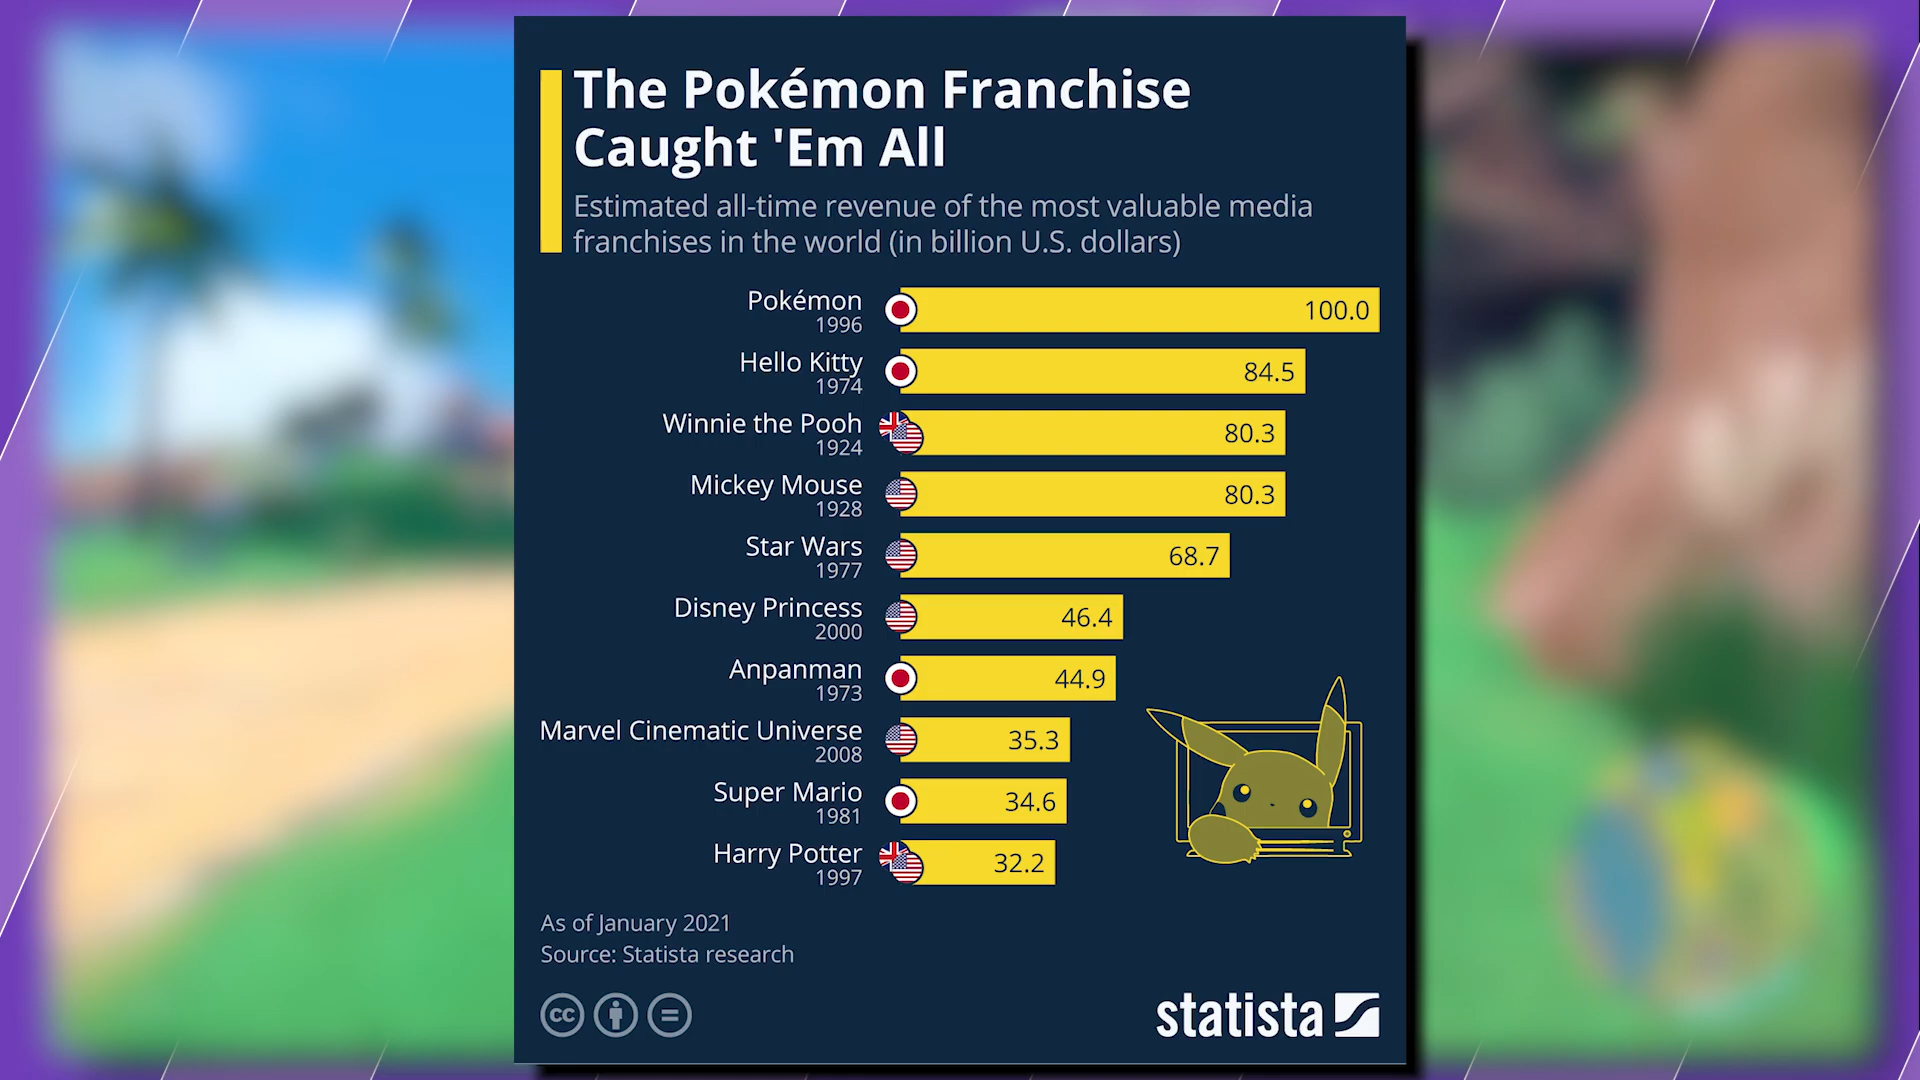 The Pokémon Franchise
Caught 'Em All
Estimated all-time revenue of the most valuable media
franchises in the world (in billion U.S. dollars)
Pokémon
1996
100.0
Hello Kitty
1974
84.5
Winnie the Pooh
1924
80.3
Mickey Mouse
1928
80.3
Star Wars
1977
68.7
Disney Princess
2000
46.4
Anpanman
1973
44.9
Marvel Cinematic Universe
2008
35.3
Super Mario
1981
34.6
Harry Potter
1997
32.2
As of January 2021
Source: Statista research
cc
statista